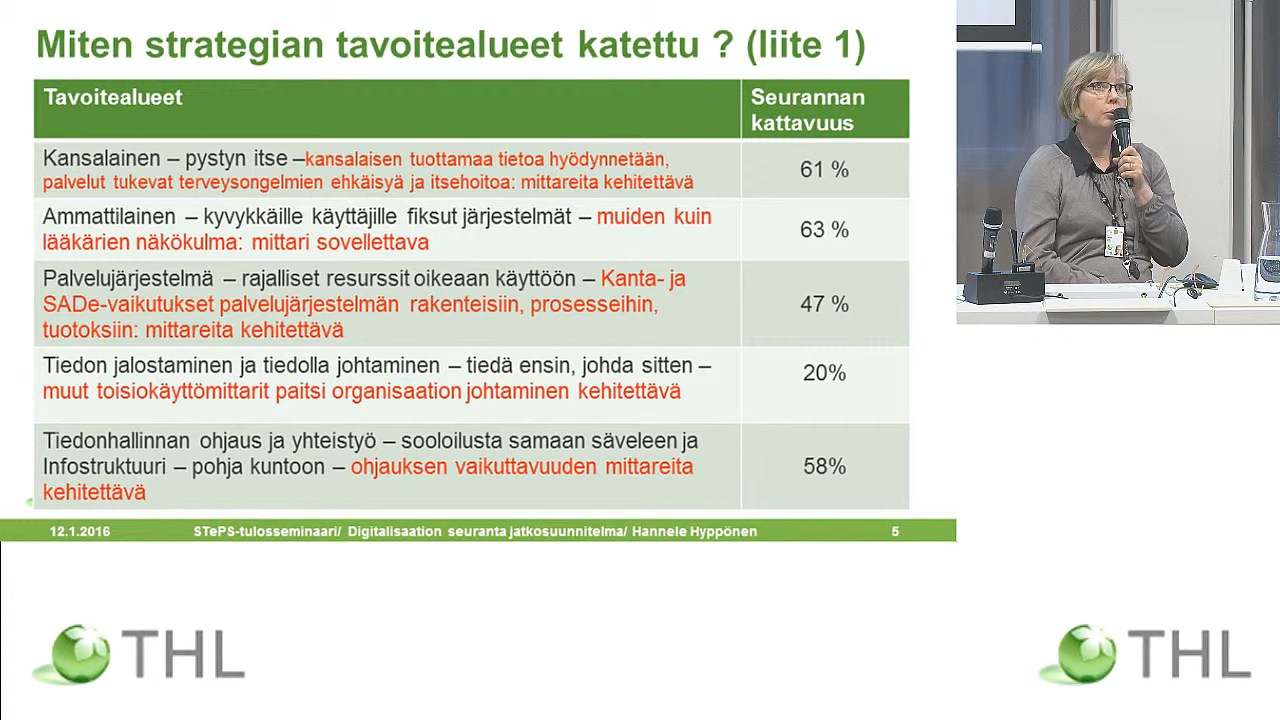 Miten strategian tavoitealueet katettu ? (liite 1)
Tavoitealueet
Seurannan
kattavuus
Kansalainen – pystyn itse –kansalaisen tuottamaa tietoa hyödynnetään,
palvelut tukevat terveysongelmien ehkäisyä ja itsehoitoa: mittareita kehitettävä
61 %
Ammattilainen – kyvykkäille käyttäjille fiksut järjestelmät – muiden kuin
lääkärien näkökulma: mittari sovellettava
63 %
Palvelujärjestelmä – rajalliset resurssit oikeaan käyttöön – Kanta- ja
SADe-vaikutukset palvelujärjestelmän rakenteisiin, prosesseihin,
tuotoksiin: mittareita kehitettävä
47 %
Tiedon jalostaminen ja tiedolla johtaminen – tiedä ensin, johda sitten –
muut toisiokäyttömittarit paitsi organisaation johtaminen kehitettävä
20%
Tiedonhallinnan ohjaus ja yhteistyö – sooloilusta samaan säveleen ja
Infostruktuuri – pohja kuntoon – ohjauksen vaikuttavuuden mittareita
kehitettävä
58%
12.1.2016
STePS-tulosseminaari/ Digitalisaation seuranta jatkosuunnitelma/ Hannele Hyppönen
5
THL
THL